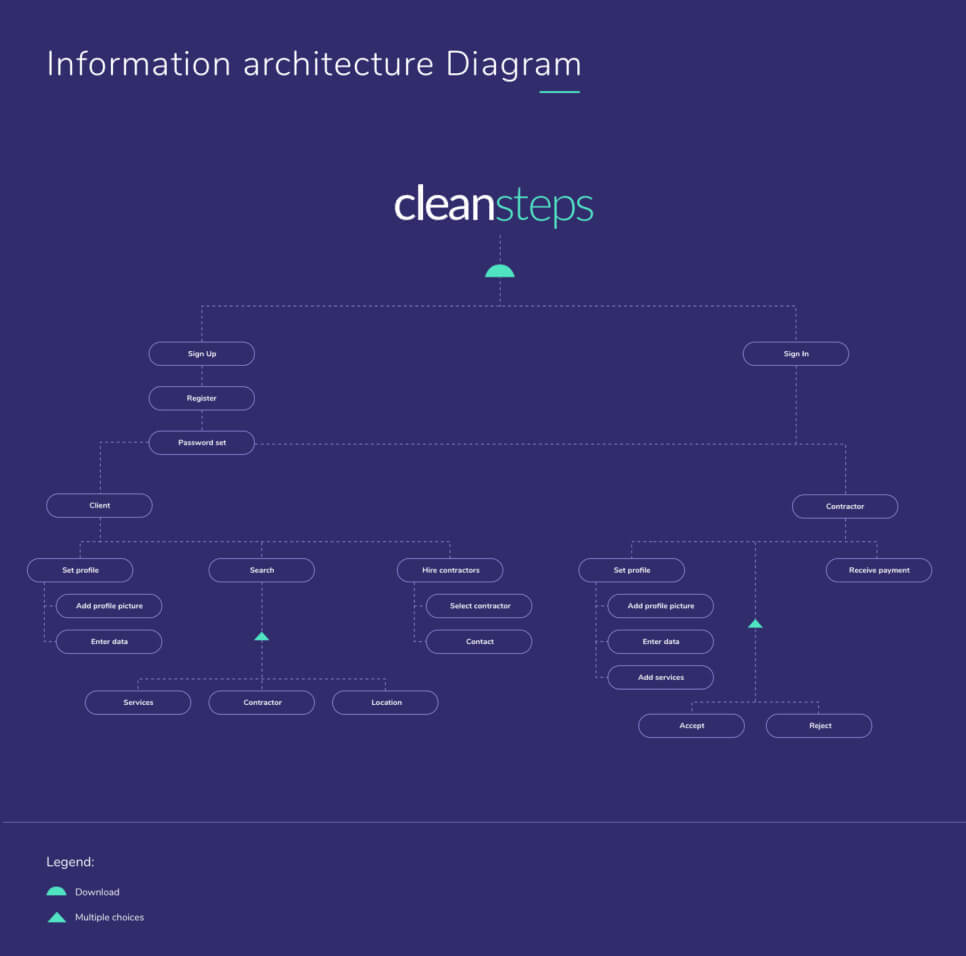 Information architecture Diagram
cleansteps
Sign Up
Sign In
Register
Password set
Client
Contractor
Set profile
Search
Hire contractors
Set profile
Receive payment
Add profile picture
Select contractor
Add profile picture
Enter data
Contact
Enter data
Add services
Services
Contractor
Location
Accept
Reject
Legend:
Download
Multiple choices